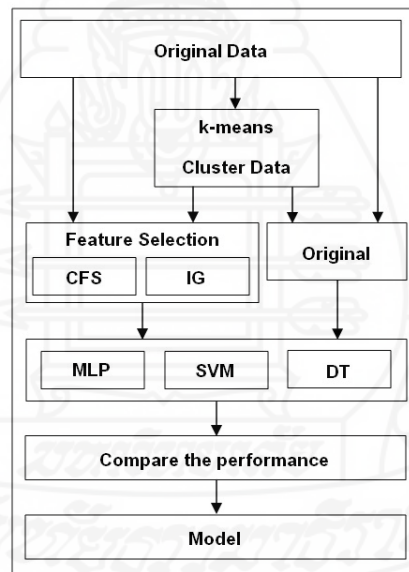 Original Data
k-means
Cluster Data
Feature Selection
CFS
IG
Original
MLP
SVM
DT
Compare the performance
Model